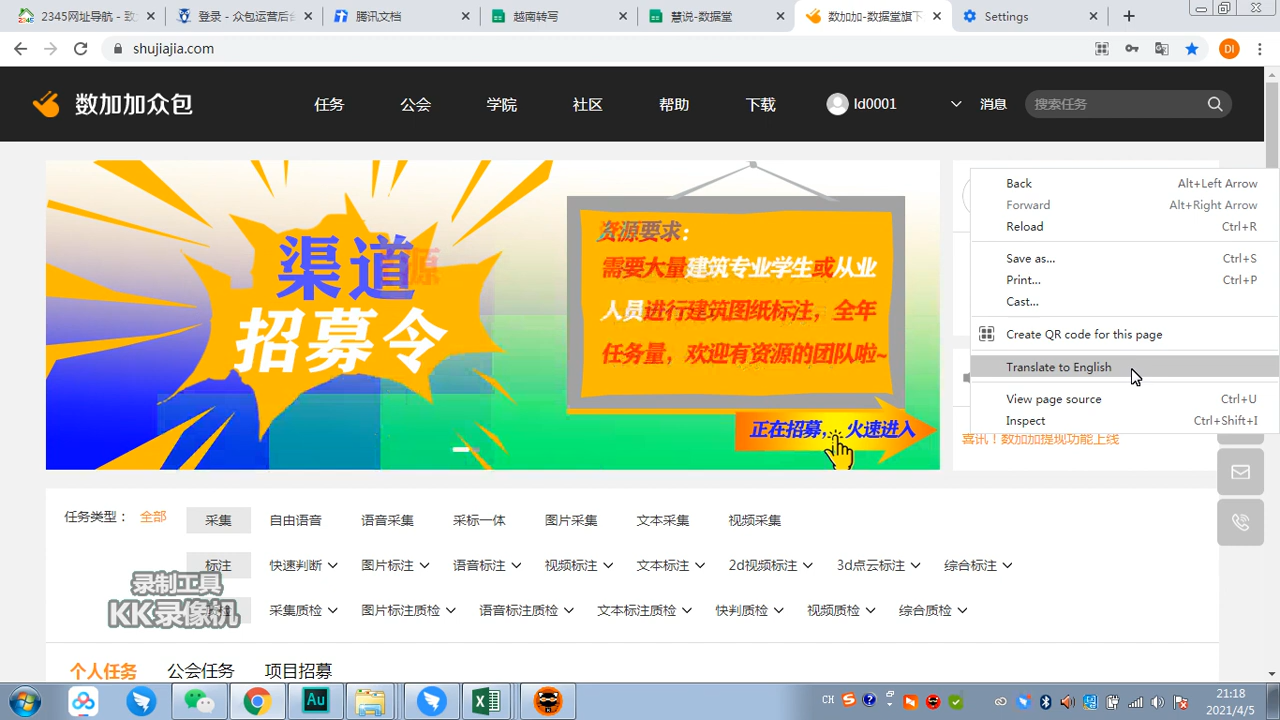 2345网址导航 - 致
登录 - 众包运营后台
腾讯文档
越南转写
慧说-数据堂
数加加-数据堂旗下
Settings
shujiajia.com
DI
数加加众包
任务
公会
学院
社区
帮助
下载
ld0001
消息
搜索任务
渠道
招募令
资源要求：
需要大量建筑专业学生或从业
人员进行建筑图纸标注，全年
任务量，欢迎有资源的团队啦~
正在招募，火速进入
Back Alt+Left Arrow
Forward Alt+Right Arrow
Reload Ctrl+R
Save as... Ctrl+S
Print... Ctrl+P
Cast...
Create QR code for this page
Translate to English
View page source Ctrl+U
Inspect Ctrl+Shift+I
喜讯！数加加提现功能上线
任务类型： 全部 采集 自由语音 语音采集 采标一体 图片采集 文本采集 视频采集
标注 快速判断 图片标注 语音标注 视频标注 文本标注 2d视频标注 3d点云标注 综合标注
采集质检 图片标注质检 语音标注质检 文本标注质检 快判质检 视频质检 综合质检
录制工具
KK录像机
个人任务 公会任务 项目招募
Au
CH
21:18
2021/4/5